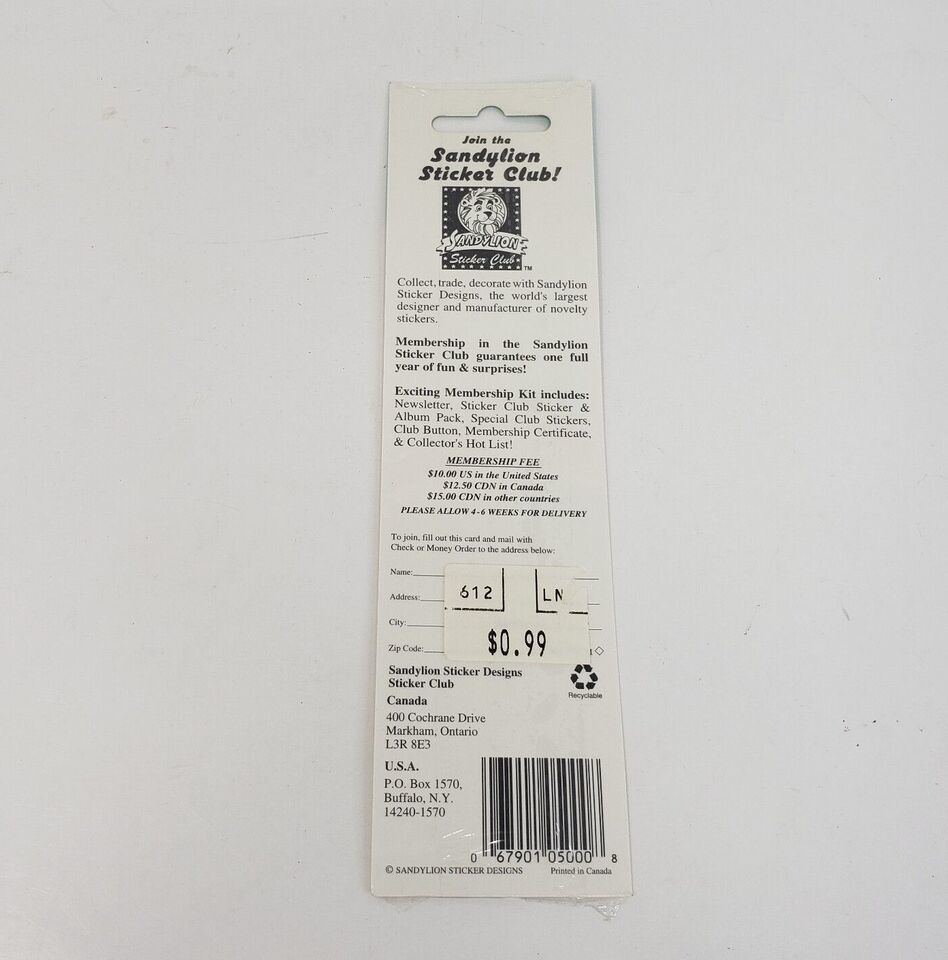 Join the
Sandylion
Sticker Club!
SANDYLION
Sticker Club
TM
Collect, trade, decorate with Sandylion
Sticker Designs, the world's largest
designer and manufacturer of novelty
stickers.
Membership in the Sandylion
Sticker Club guarantees one full
year of fun & surprises!
Exciting Membership Kit includes:
Newsletter, Sticker Club Sticker &
Album Pack, Special Club Stickers,
Club Button, Membership Certificate,
& Collector's Hot List!
MEMBERSHIP FEE
$10.00 US in the United States
$12.50 CDN in Canada
$15.00 CDN in other countries
PLEASE ALLOW 4-6 WEEKS FOR DELIVERY
To join, fill out this card and mail with
Check or Money Order to the address below:
Name:
Address:
612 LN
City:
$0.99
Zip Code:
Sandylion Sticker Designs
Sticker Club
Recyclable
Canada
400 Cochrane Drive
Markham, Ontario
L3R 8E3
U.S.A.
P.O. Box 1570,
Buffalo, N.Y.
14240-1570
0 67901 05000 8
© SANDYLION STICKER DESIGNS Printed in Canada